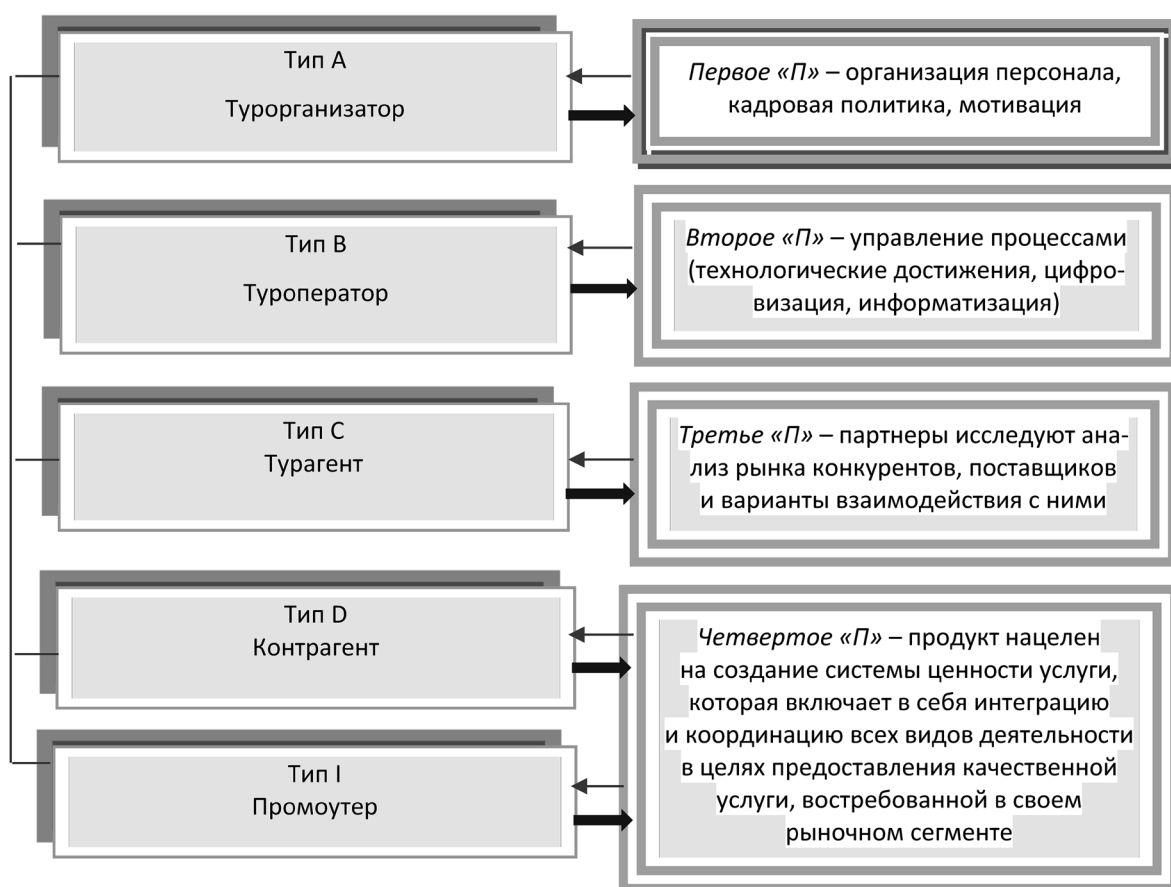 Тип A
Турорганизатор
Первое «П» – организация персонала,
кадровая политика, мотивация
Тип B
Туроператор
Второе «П» – управление процессами
(технологические достижения, цифро-
визация, информатизация)
Тип C
Турагент
Третье «П» – партнеры исследуют ана-
лиз рынка конкурентов, поставщиков
и варианты взаимодействия с ними
Тип D
Контрагент
Тип I
Промоутер
Четвертое «П» – продукт нацелен
на создание системы ценности услуги,
которая включает в себя интеграцию
и координацию всех видов деятельности
в целях предоставления качественной
услуги, востребованной в своем
рыночном сегменте